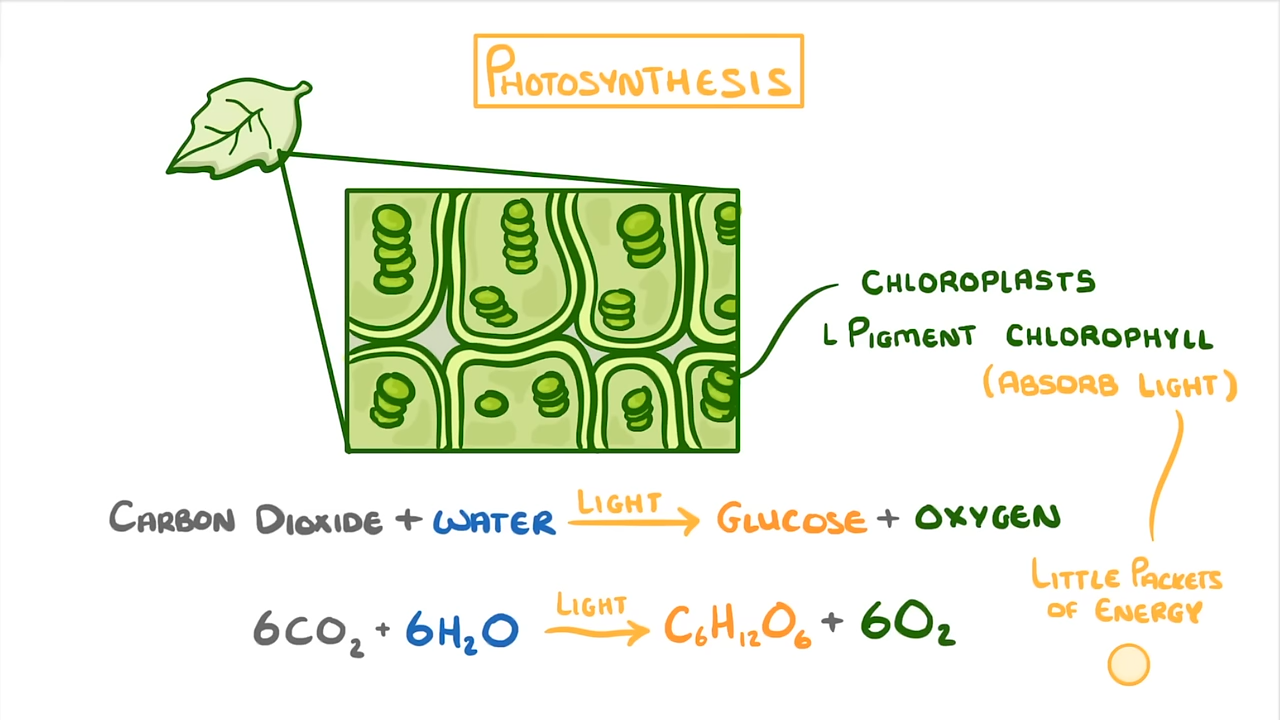 PHOTOSYNTHESIS
CHLOROPLASTS
└ PIGMENT CHLOROPHYLL
(ABSORB LIGHT)
LIGHT
CARBON DIOXIDE + WATER → GLUCOSE + OXYGEN
LITTLE PACKETS
OF ENERGY
LIGHT
6CO₂ + 6H₂O → C₆H₁₂O₆ + 6O₂